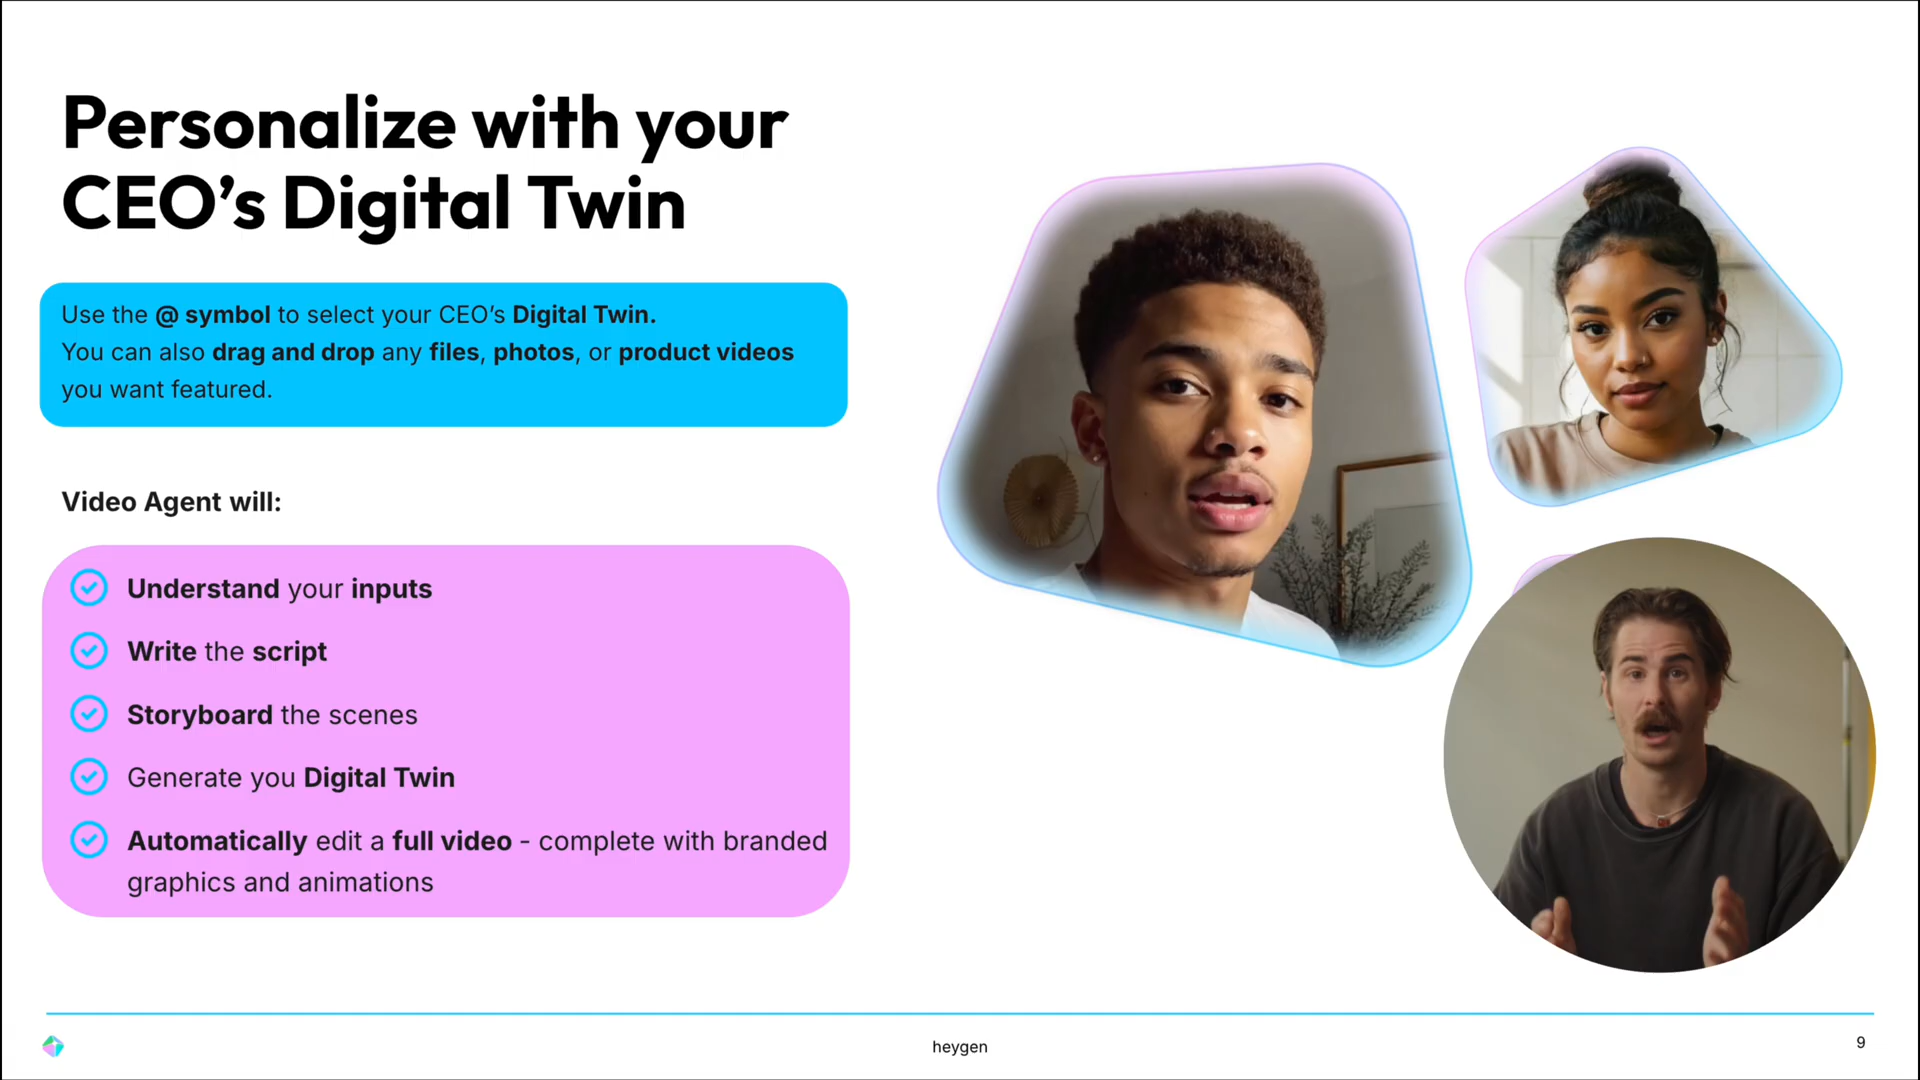 Personalize with your
CEO’s Digital Twin
Use the @ symbol to select your CEO’s Digital Twin.
You can also drag and drop any files, photos, or product videos
you want featured.
Video Agent will:
Understand your inputs
Write the script
Storyboard the scenes
Generate you Digital Twin
Automatically edit a full video - complete with branded
graphics and animations
heygen
9